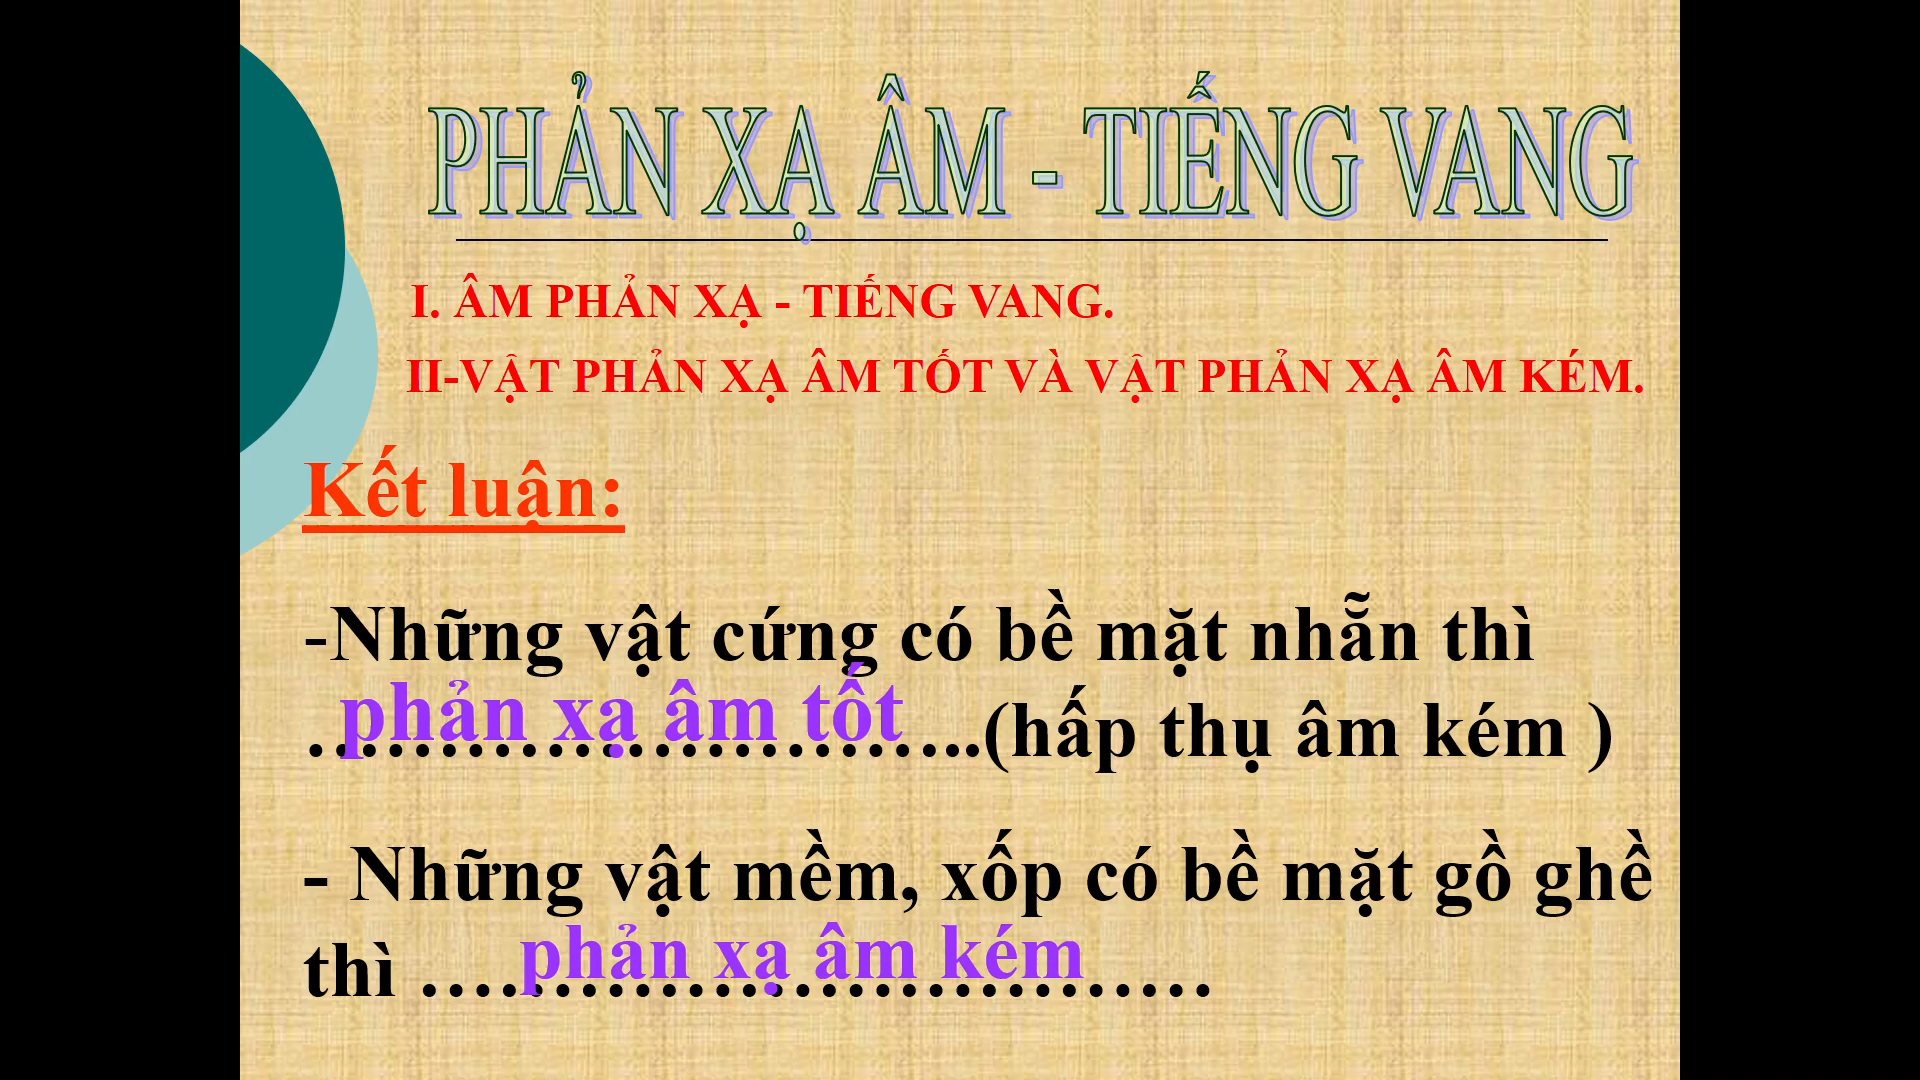 PHẢN XẠ ÂM - TIẾNG VANG
I. ÂM PHẢN XẠ - TIẾNG VANG.
II-VẬT PHẢN XẠ ÂM TỐT VÀ VẬT PHẢN XẠ ÂM KÉM.
Kết luận:
-Những vật cứng có bề mặt nhẵn thì
phản xạ âm tốt
……………………..(hấp thụ âm kém )
- Những vật mềm, xốp có bề mặt gồ ghề
phản xạ âm kém
thì …………………………